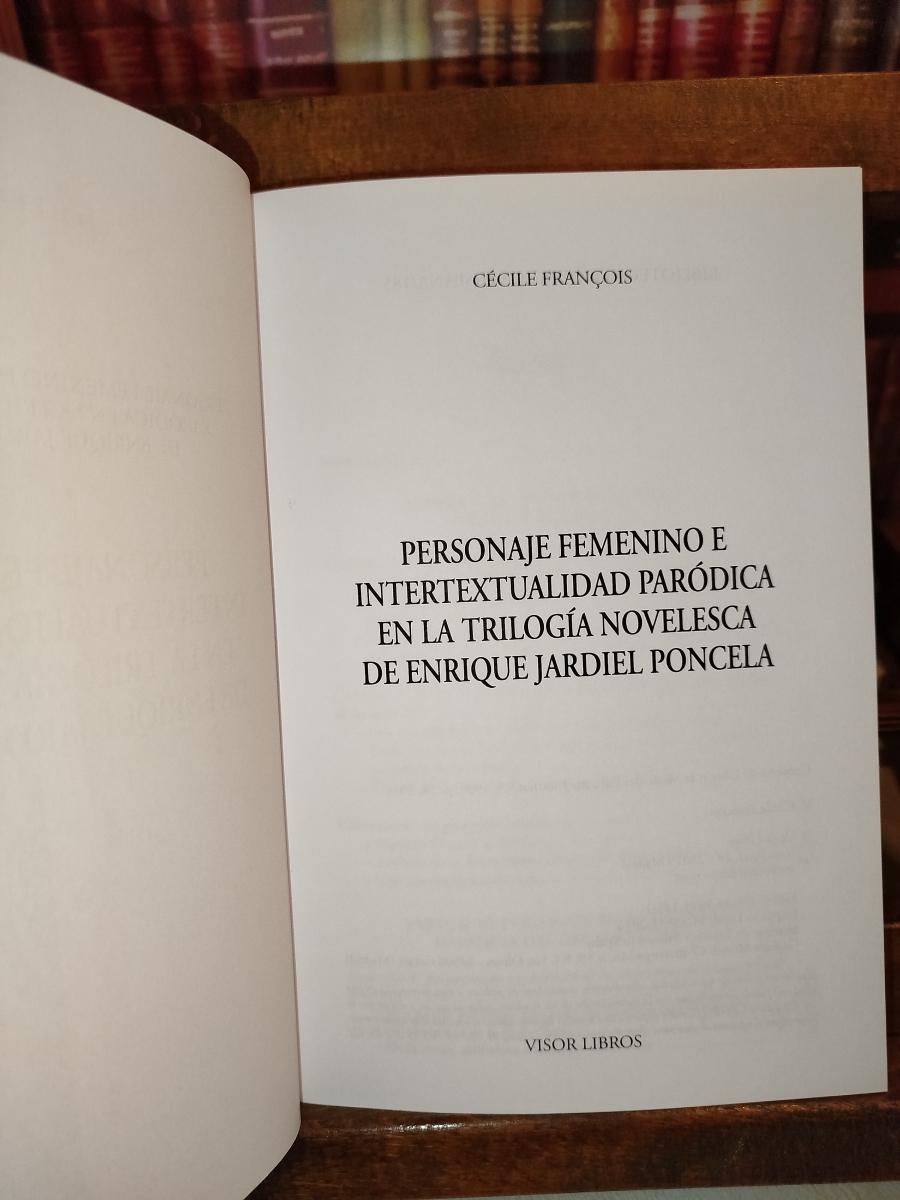 CÉCILE FRANÇOIS
PERSONAJE FEMENINO E
INTERTEXTUALIDAD PARÓDICA
EN LA TRILOGÍA NOVELESCA
DE ENRIQUE JARDIEL PONCELA
VISOR LIBROS